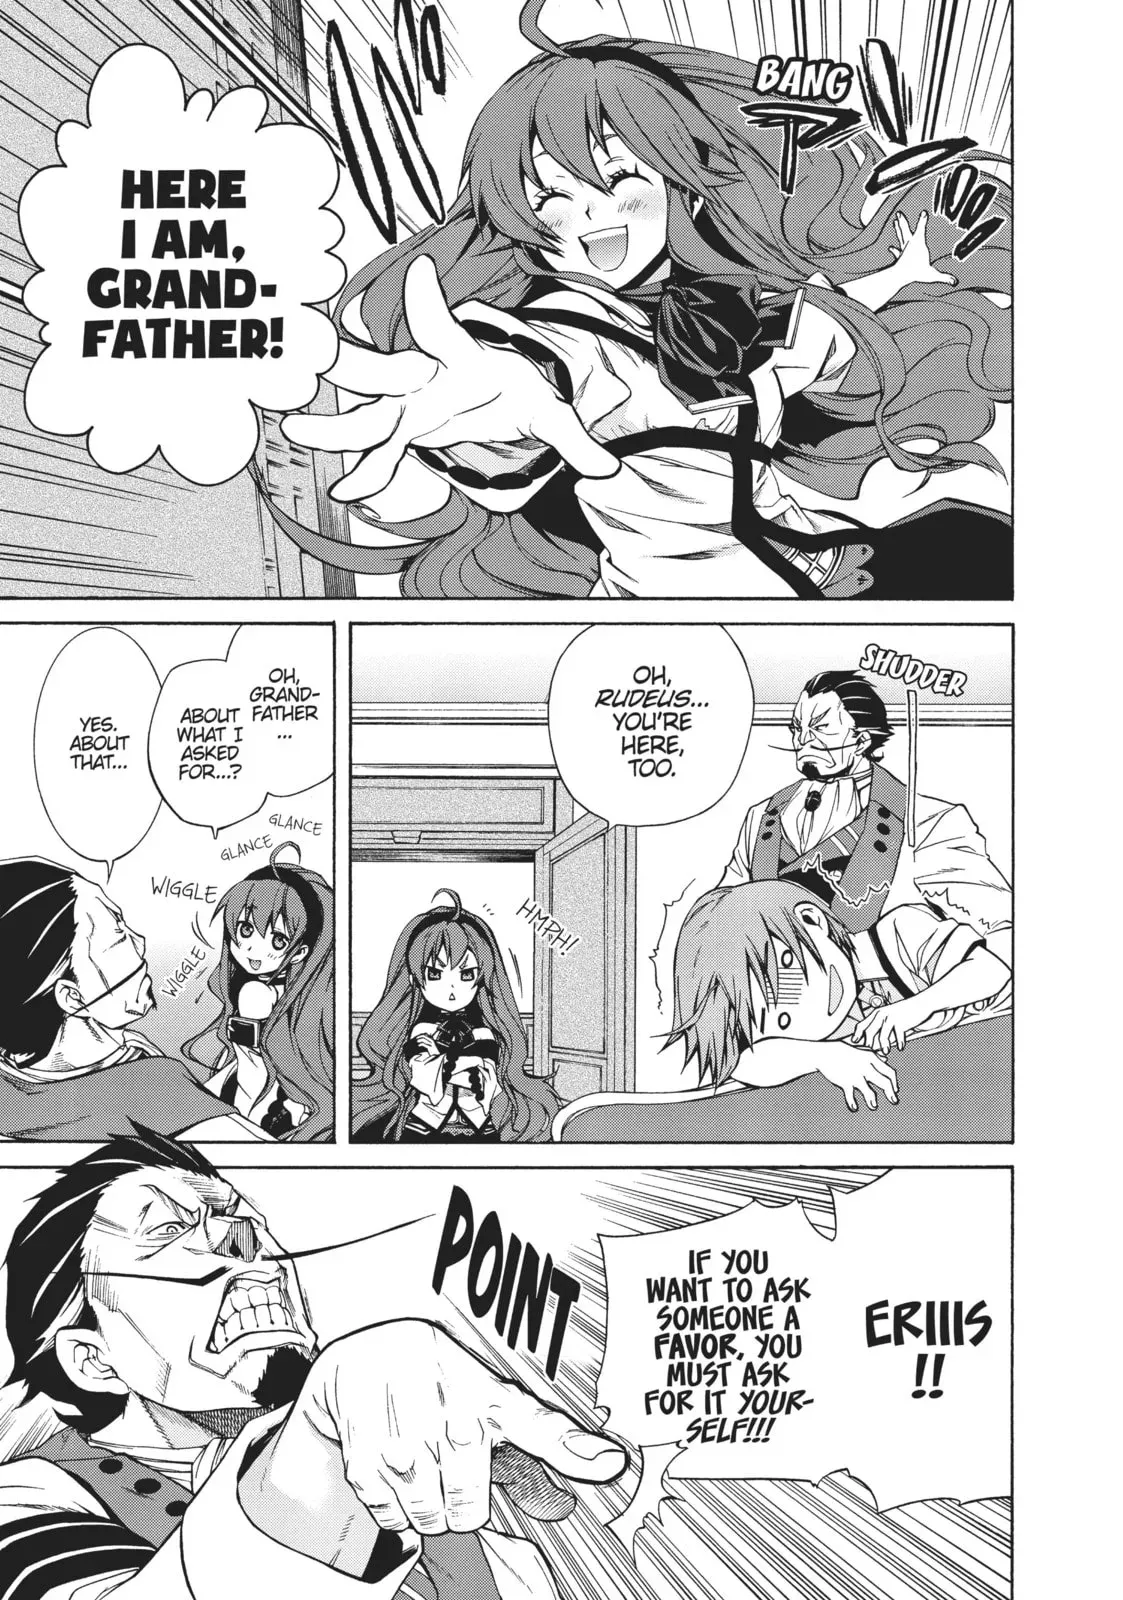 BANG
HERE
I AM,
GRAND-
FATHER!
SHUDDER
OH,
RUDEUS...
YOU'RE
HERE,
TOO.
HMPH!
OH,
GRAND-
FATHER
...
ABOUT
WHAT I
ASKED
FOR...?
GLANCE
GLANCE
WIGGLE
WIGGLE
YES.
ABOUT
THAT...
ERIIIS
!!
IF YOU
WANT TO ASK
SOMEONE A
FAVOR, YOU
MUST ASK
FOR IT YOUR-
SELF!!!
POINT